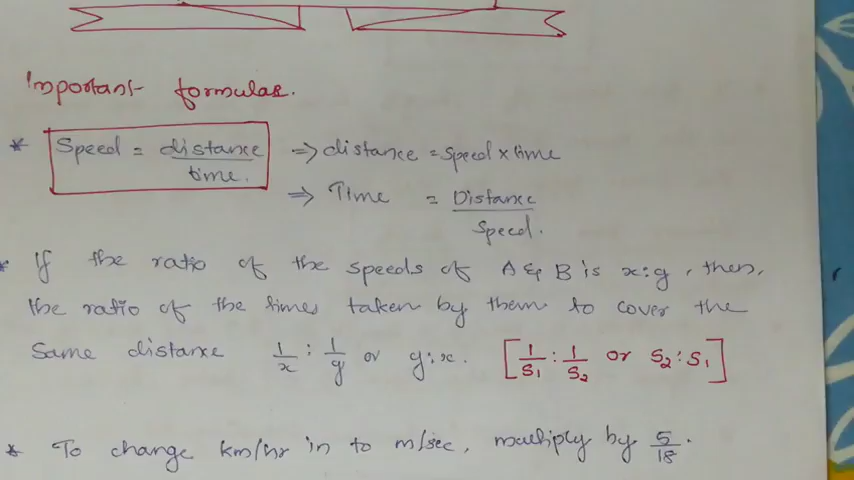 Important formulas.
* Speed = distance/time. ⇒ distance = Speed × time
⇒ Time = Distance/Speed.
* If the ratio of the speeds of A & B is x:y, then,
the ratio of the times taken by them to cover the
Same distance 1/x : 1/y or y:x. [1/S1 : 1/S2 or S2:S1]
* To change km/hr in to m/sec, multiply by 5/18.